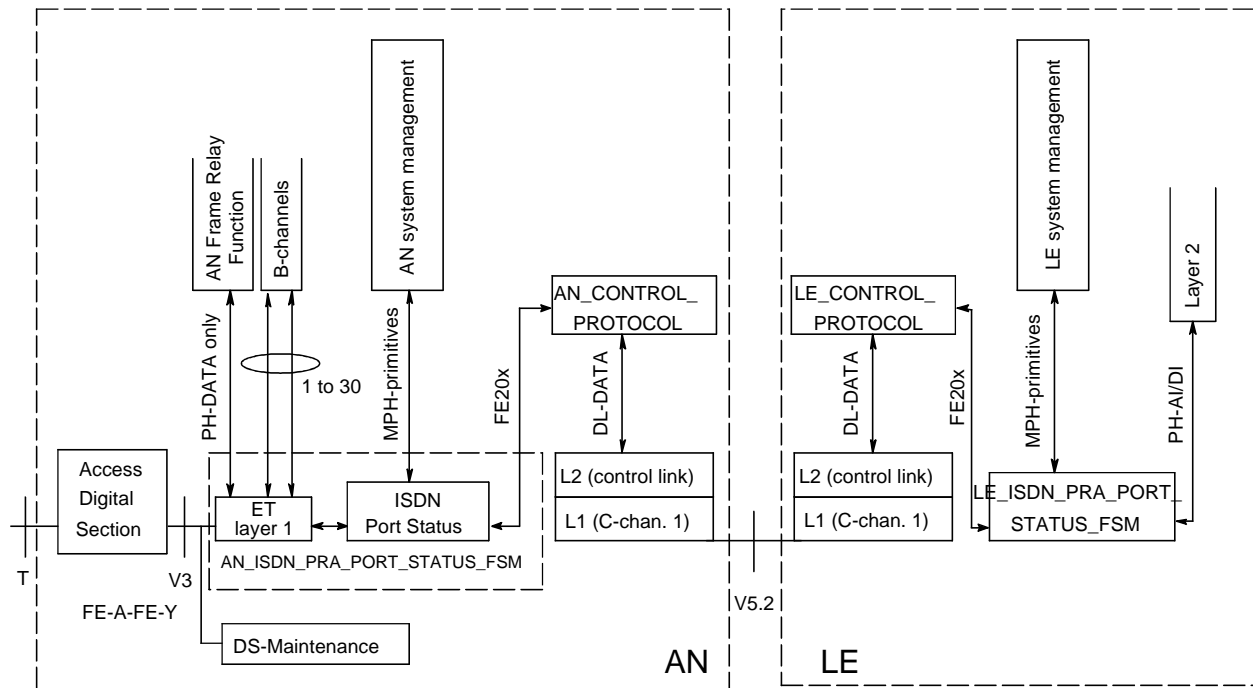 AN Frame Relay
Function
B-channels
AN system management
LE system management
Layer 2
AN_CONTROL_
PROTOCOL
LE_CONTROL_
PROTOCOL
PH-DATA only
1 to 30
MPH-primitives
FE20x
DL-DATA
DL-DATA
FE20x
MPH-primitives
PH-AI/DI
Access
Digital
Section
ET
layer 1
ISDN
Port Status
L2 (control link)
L1 (C-chan. 1)
L2 (control link)
L1 (C-chan. 1)
LE_ISDN_PRA_PORT_
STATUS_FSM
AN_ISDN_PRA_PORT_STATUS_FSM
T
V3
V5.2
FE-A-FE-Y
DS-Maintenance
AN
LE